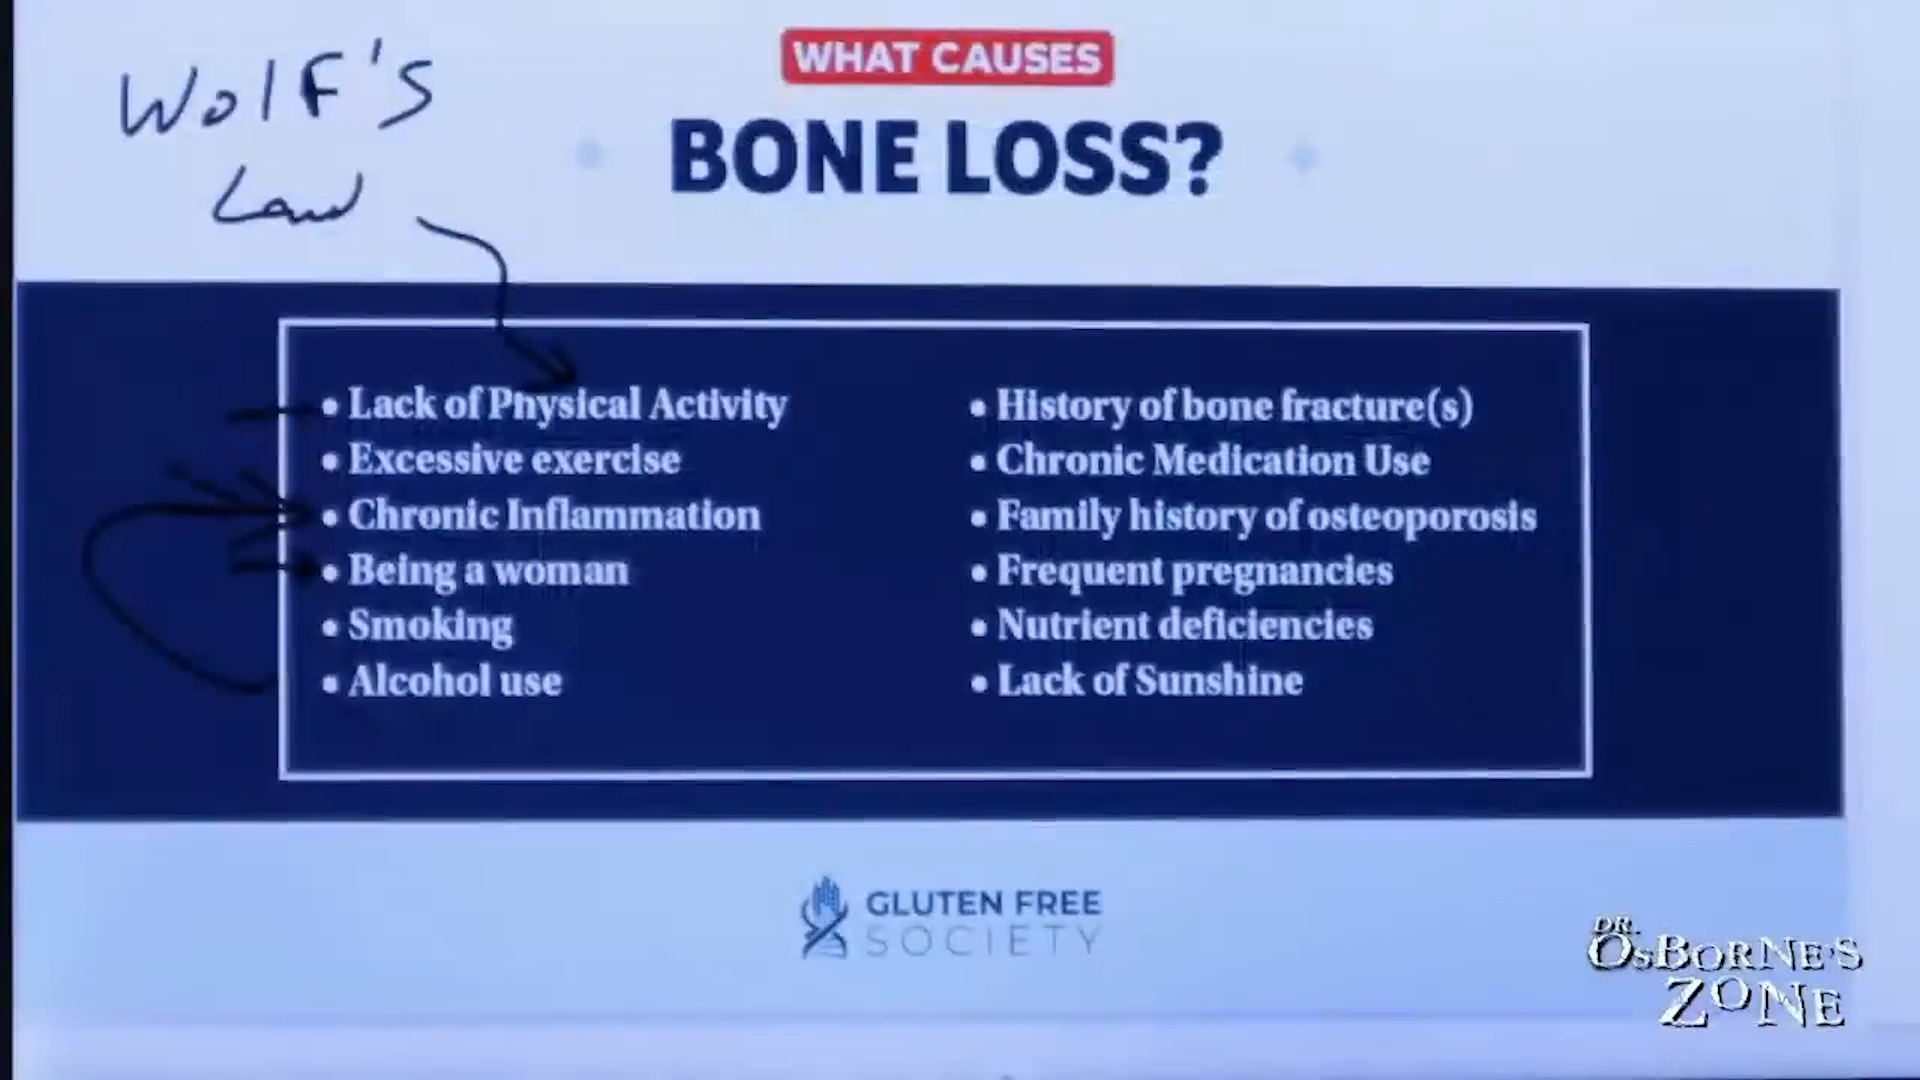 Wolf's
Law
WHAT CAUSES
BONE LOSS?
• Lack of Physical Activity
• Excessive exercise
• Chronic Inflammation
• Being a woman
• Smoking
• Alcohol use
• History of bone fracture(s)
• Chronic Medication Use
• Family history of osteoporosis
• Frequent pregnancies
• Nutrient deficiencies
• Lack of Sunshine
GLUTEN FREE
SOCIETY
DR.
OSBORNE'S
ZONE